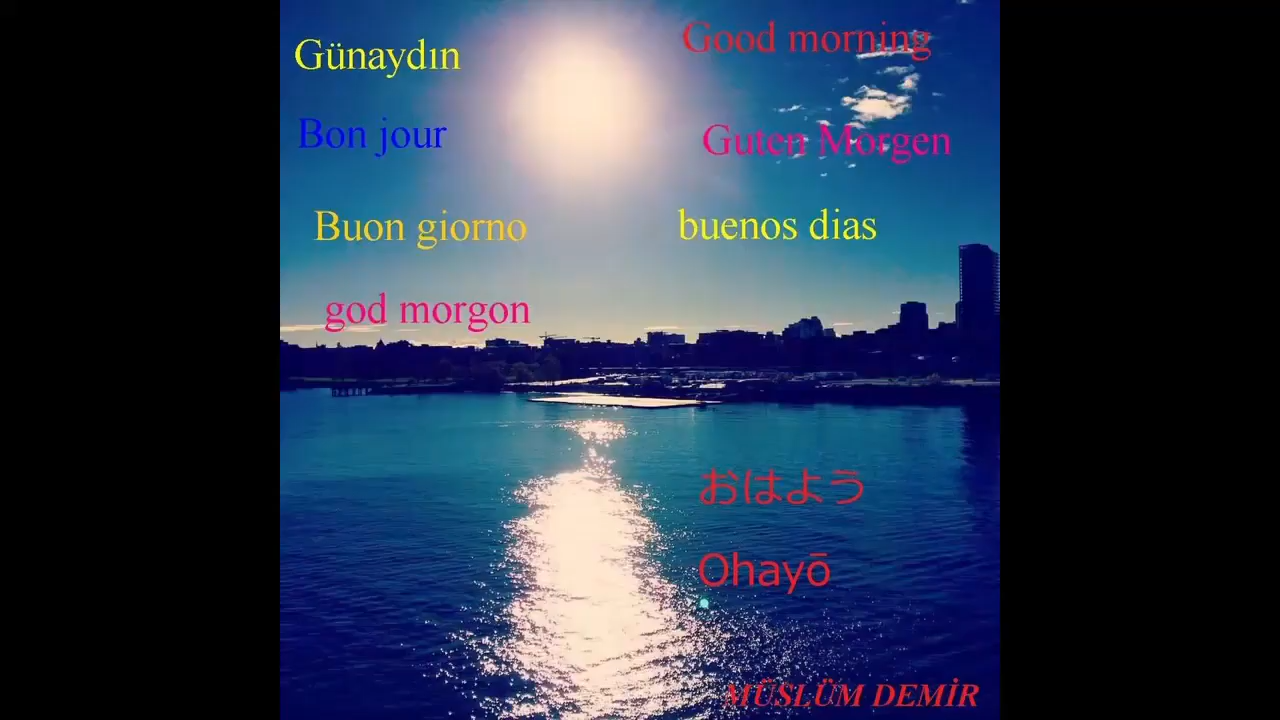 Günaydın
Good morning
Bon jour
Guten Morgen
Buon giorno
buenos dias
god morgon
おはよう
Ohayō
MÜSLÜM DEMİR